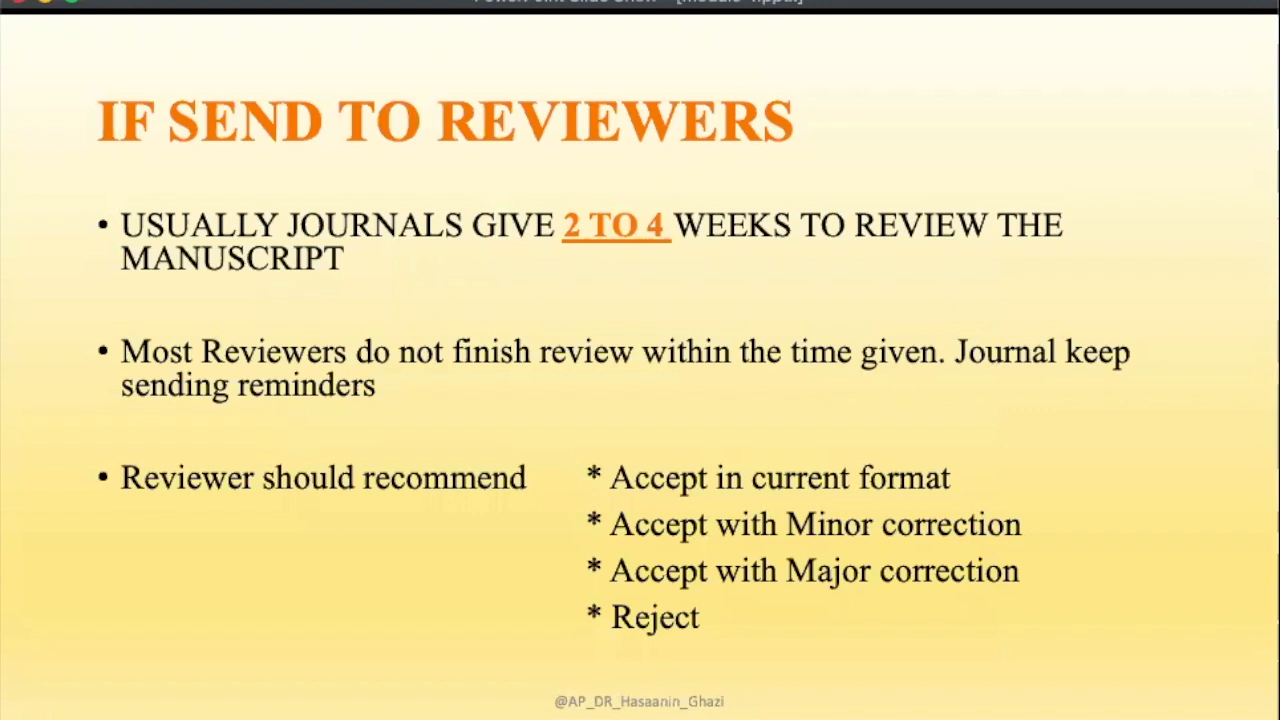 IF SEND TO REVIEWERS
• USUALLY JOURNALS GIVE 2 TO 4 WEEKS TO REVIEW THE
MANUSCRIPT
• Most Reviewers do not finish review within the time given. Journal keep
sending reminders
• Reviewer should recommend * Accept in current format
* Accept with Minor correction
* Accept with Major correction
* Reject
@AP_DR_Hasaanin_Ghazi